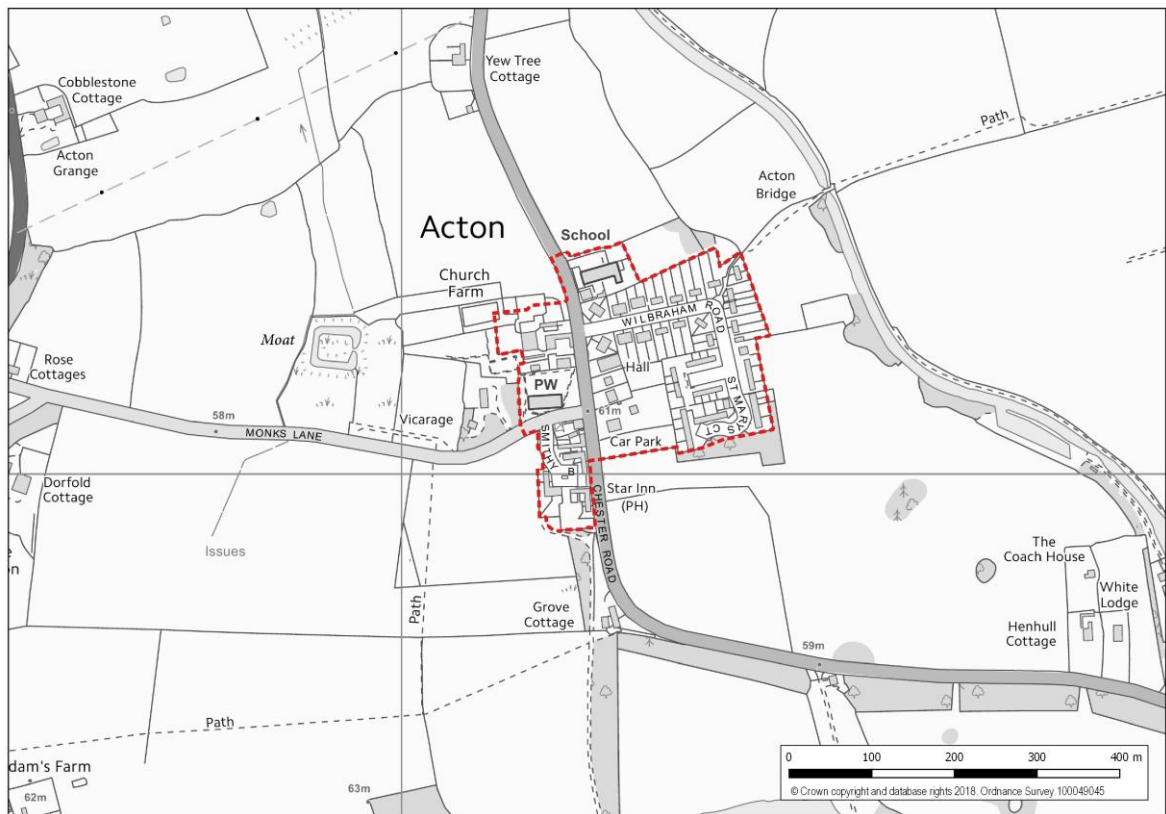 Yew Tree
Cottage
Cobblestone
Cottage
Path
Acton
Grange
Acton
Bridge
Acton
School
Church
Farm
WILBRAHAM ROAD
Moat
Rose
Cottages
Hall
PW
58m
61m
Vicarage
ST MARY'S CT
MONKS LANE
SMITHY
B
Car Park
Dorfold
Cottage
Star Inn
(PH)
CHESTER ROAD
Issues
The
Coach House
White
Lodge
Path
Grove
Cottage
Henhull
Cottage
59m
Path
dam's Farm
62m
63m
0 100 200 300 400 m
© Crown copyright and database rights 2018. Ordnance Survey 100049045